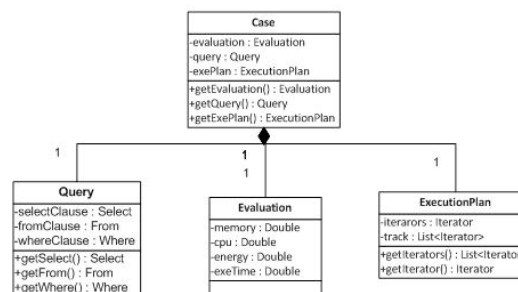 Case
-evaluation : Evaluation
-query : Query
-exePlan : ExecutionPlan
+getEvaluation() : Evaluation
+getQuery() : Query
+getExePlan() : ExecutionPlan
1
1
1
1
Query
-selectClause : Select
-fromClause : From
-whereClause : Where
+getSelect() : Select
+getFrom() : From
+getWhere() : Where
Evaluation
-memory : Double
-cpu : Double
-energy : Double
-exeTime : Double
ExecutionPlan
-iterarors : Iterator
-track : List<Iterator>
+getIterators() : List<Iterator
+getIterator() : Iterator